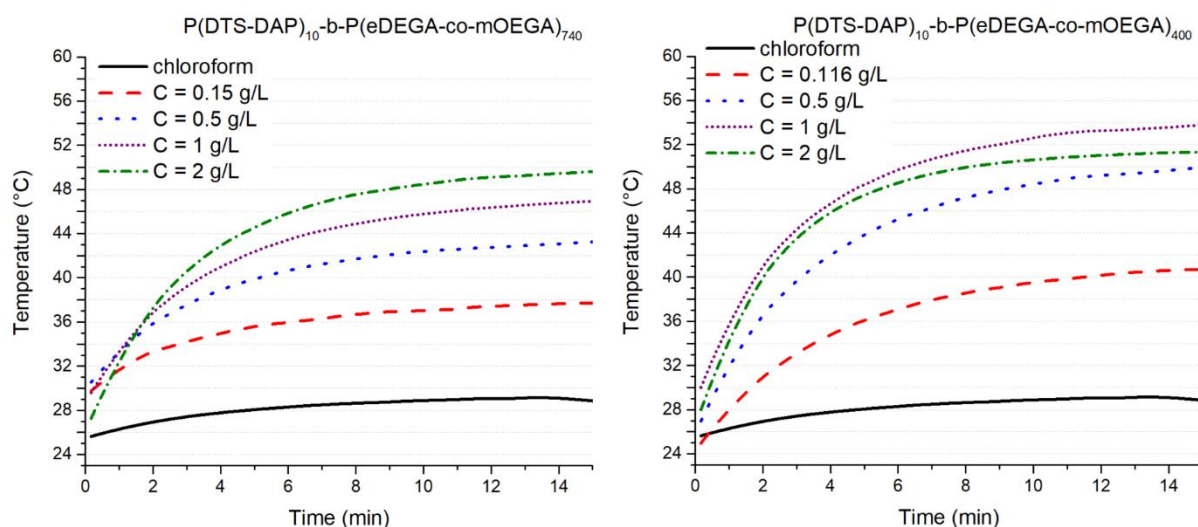 P(DTS-DAP)10-b-P(eDEGA-co-mOEGA)740
60
56
52
48
44
40
36
32
28
24
Temperature (°C)
chloroform
C = 0.15 g/L
C = 0.5 g/L
C = 1 g/L
C = 2 g/L
0 2 4 6 8 10 12 14
Time (min)
P(DTS-DAP)10-b-P(eDEGA-co-mOEGA)400
60
56
52
48
44
40
36
32
28
24
Temperature (°C)
chloroform
C = 0.116 g/L
C = 0.5 g/L
C = 1 g/L
C = 2 g/L
0 2 4 6 8 10 12 14
Time (min)